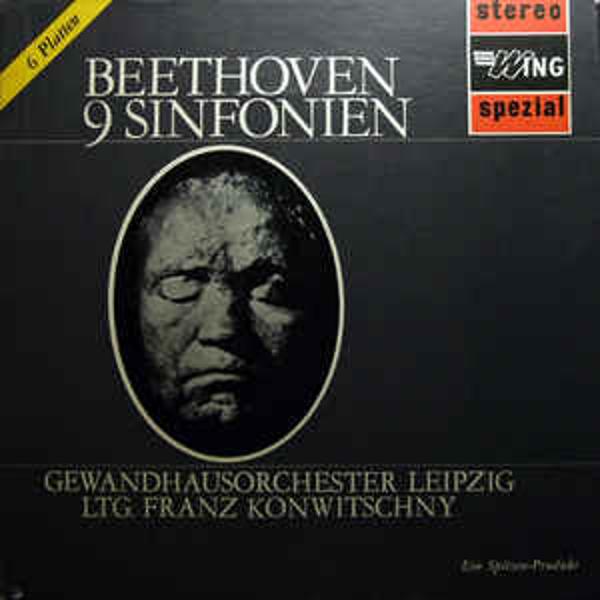 6 Platten
stereo
WING
spezial
BEETHOVEN
9 SINFONIEN
GEWANDHAUSORCHESTER LEIPZIG
LTG. FRANZ KONWITSCHNY
Ein Spitzen-Produkt